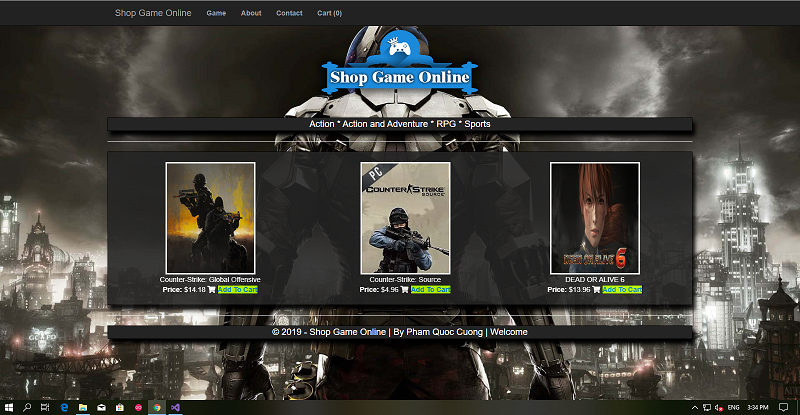 Shop Game Online Game About Contact Cart (0)
Shop Game Online
Action * Action and Adventure * RPG * Sports
PC
COUNTER STRIKE
SOURCE
DEAD OR ALIVE 6
Counter-Strike: Global Offensive Counter-Strike: Source DEAD OR ALIVE 6
Price: $14.18 Add To Cart Price: $4.96 Add To Cart Price: $13.96 Add To Cart
© 2019 - Shop Game Online | By Pham Quoc Cuong | Welcome
GCAPD
ENG 3:34 PM